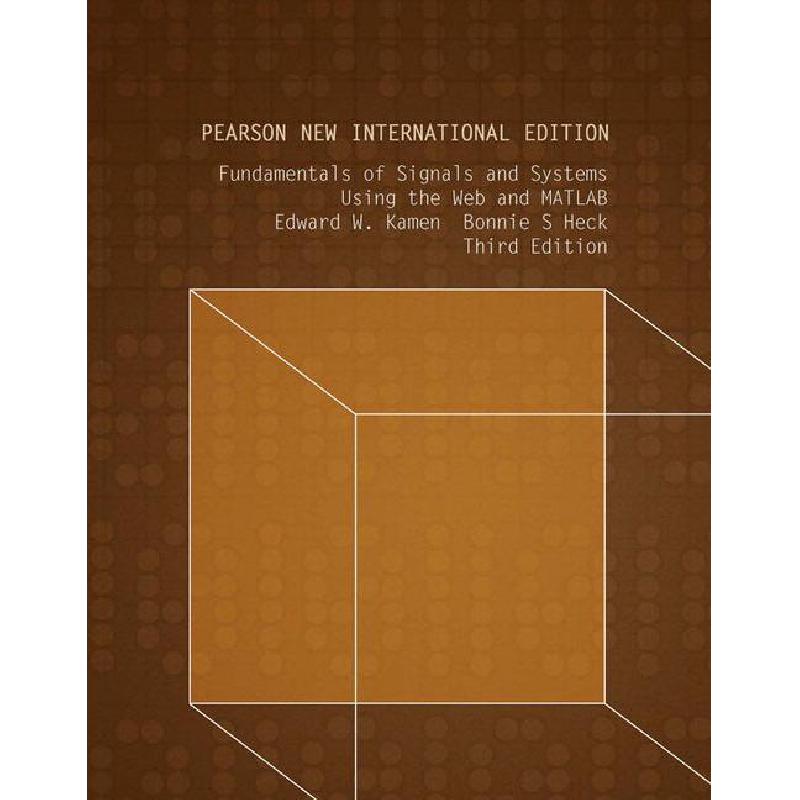 PEARSON NEW INTERNATIONAL EDITION
Fundamentals of Signals and Systems
Using the Web and MATLAB
Edward W. Kamen  Bonnie S Heck
Third Edition